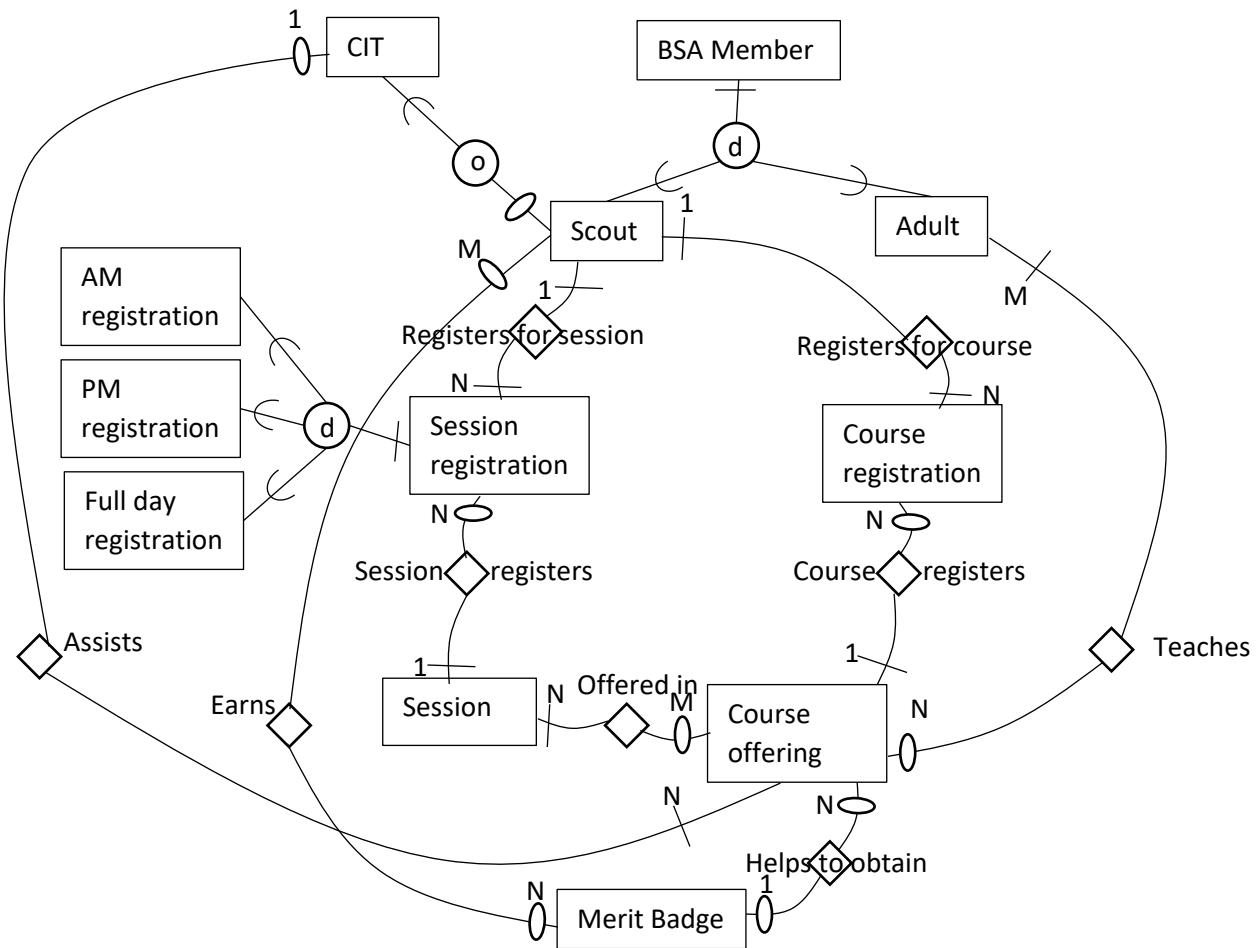 1
CIT
BSA Member
o
d
1
Scout
Adult
M
1
M
AM
registration
Registers for session
Registers for course
PM
registration
N
N
d
Session
registration
Course
registration
Full day
registration
N
N
Session registers
Course registers
Assists
Teaches
1
1
Earns
Session
N
Offered in
M
Course
offering
N
N
N
Helps to obtain
N
Merit Badge
1